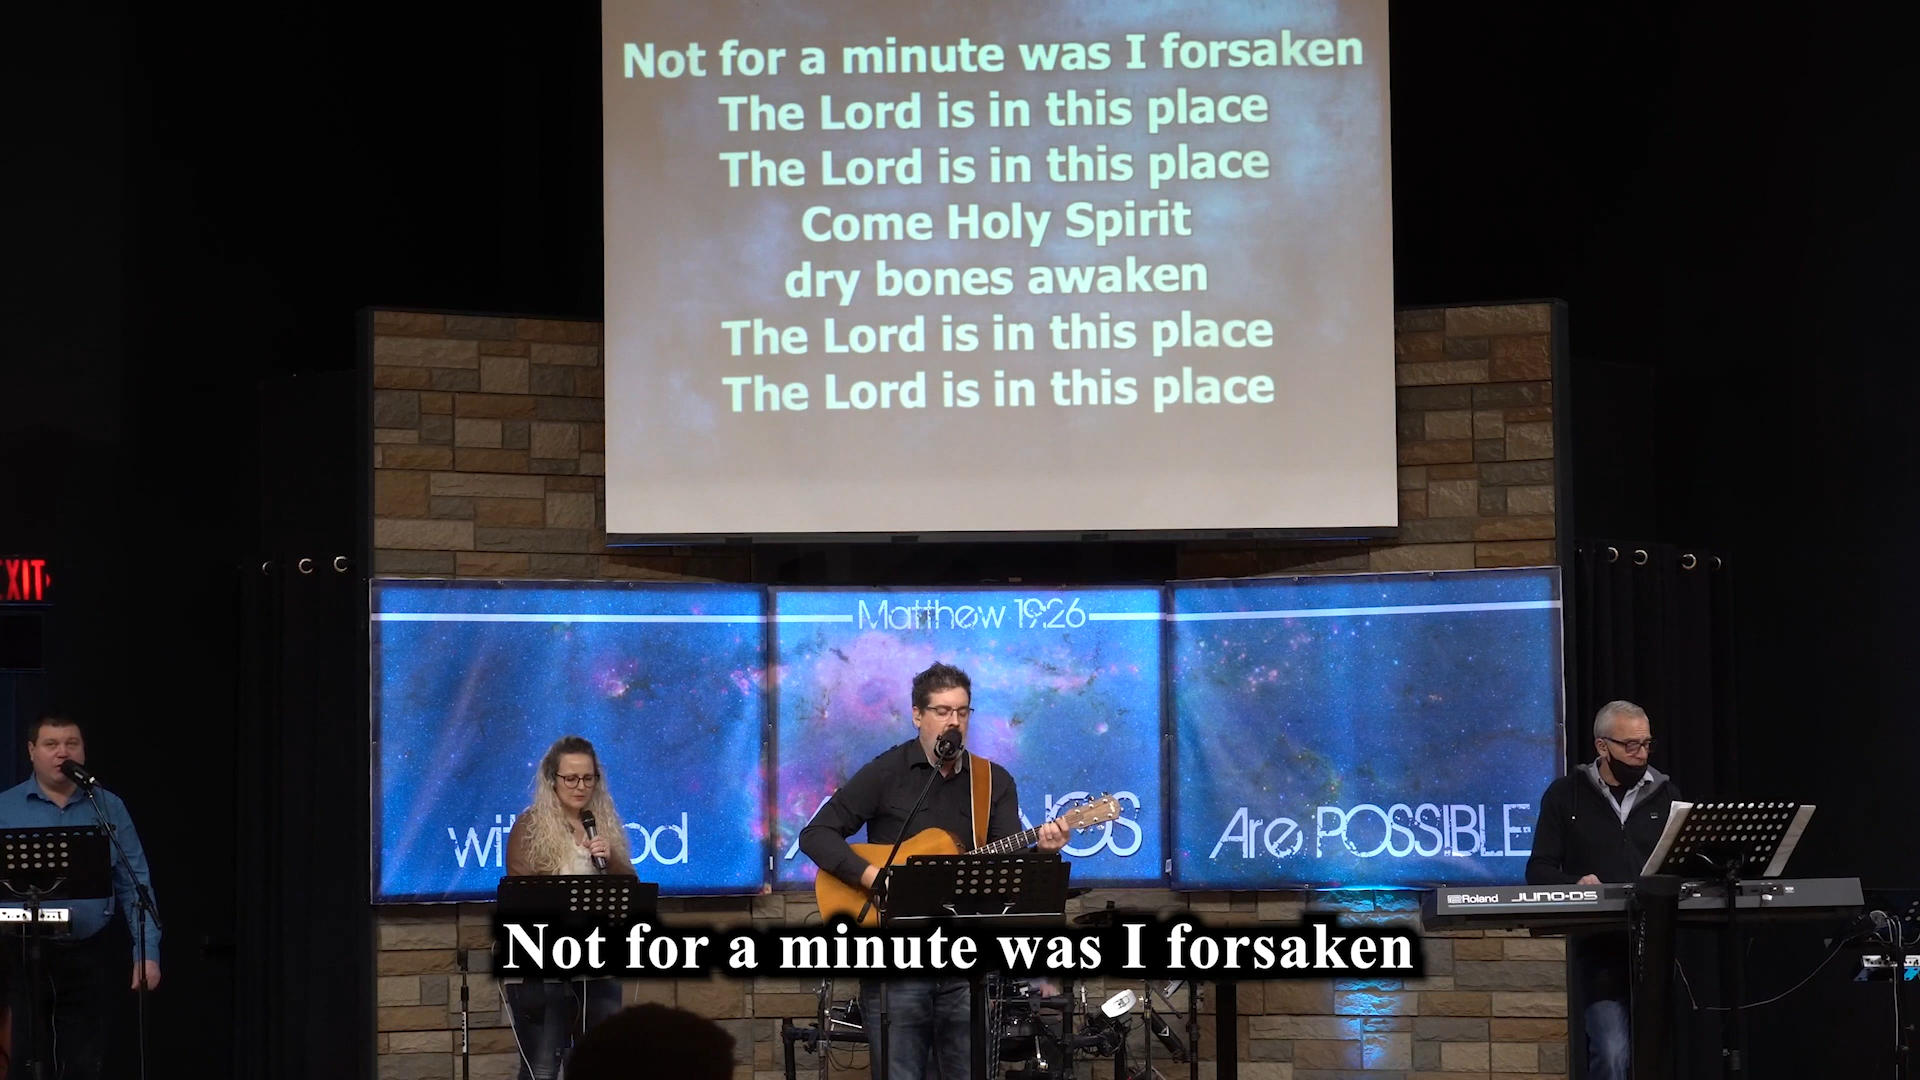 Not for a minute was I forsaken
The Lord is in this place
The Lord is in this place
Come Holy Spirit
dry bones awaken
The Lord is in this place
The Lord is in this place
EXIT
Matthew 19:26
Are POSSIBLE
Roland JUNO-DS
Not for a minute was I forsaken